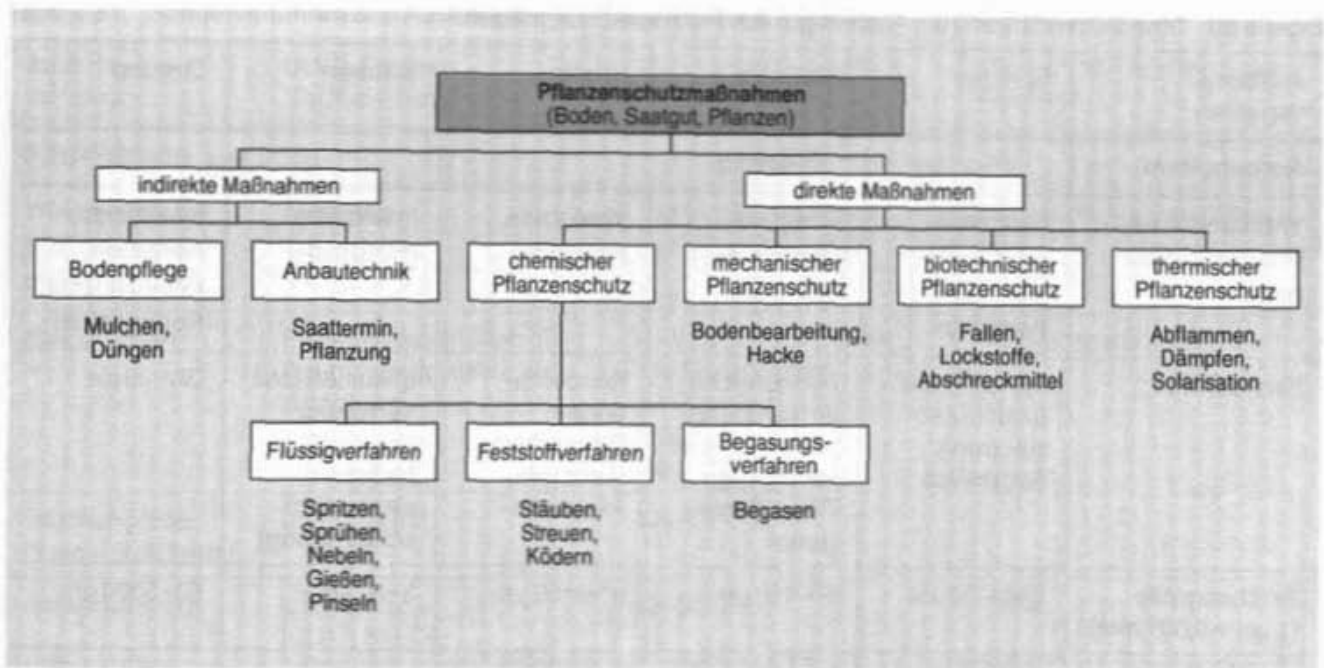 Pflanzenschutzmaßnahmen
(Boden, Saatgut, Pflanzen)
indirekte Maßnahmen
direkte Maßnahmen
Bodenpflege
Anbautechnik
chemischer
Pflanzenschutz
mechanischer
Pflanzenschutz
biotechnischer
Pflanzenschutz
thermischer
Pflanzenschutz
Mulchen,
Düngen
Saattermin,
Pflanzung
Bodenbearbeitung,
Hacke
Fallen,
Lockstoffe,
Abschreckmittel
Abflammen,
Dämpfen,
Solarisation
Flüssigverfahren
Feststoffverfahren
Begasungs-
verfahren
Spritzen,
Sprühen,
Nebeln,
Gießen,
Pinseln
Stäuben,
Streuen,
Ködern
Begasen